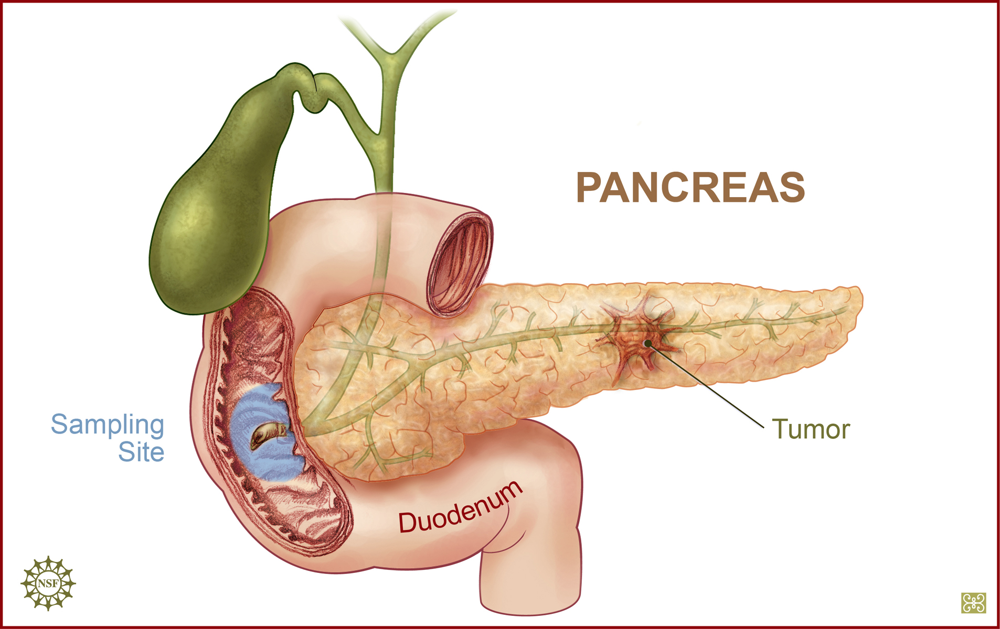 PANCREAS
Sampling
Site
Tumor
Duodenum
NSF